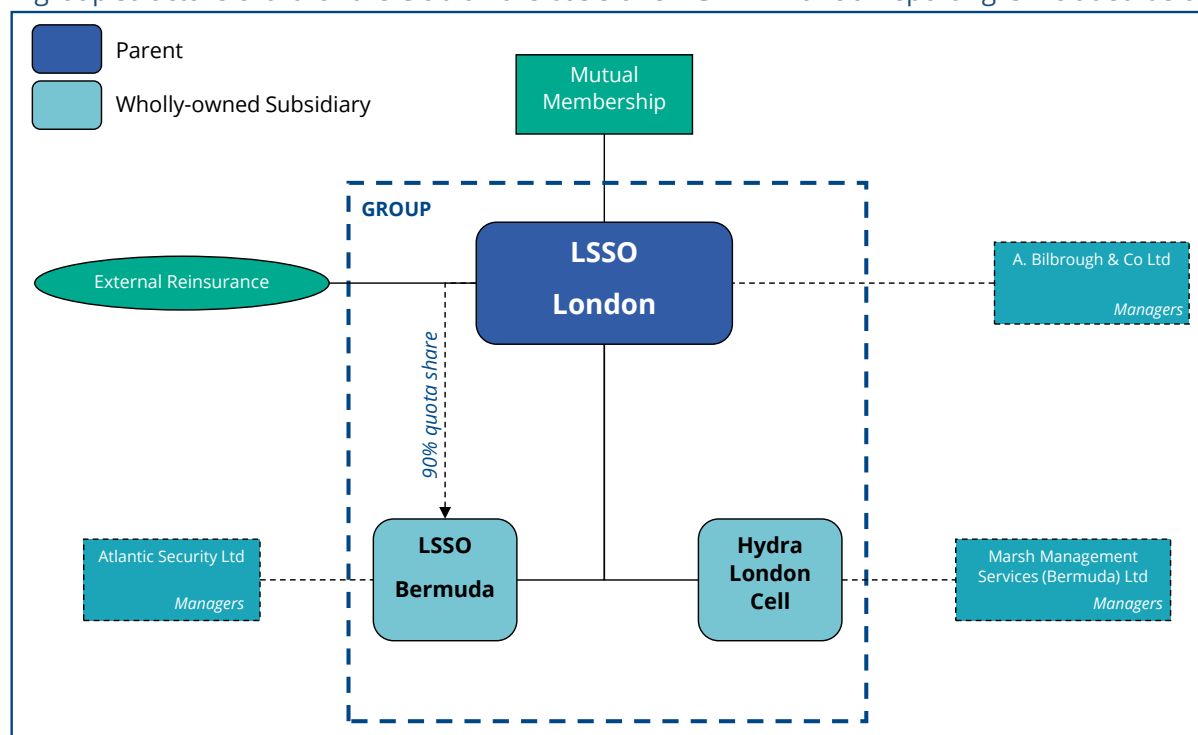 Parent
Wholly-owned Subsidiary
Mutual
Membership
GROUP
LSSO
London
External Reinsurance
A. Bilbrough & Co Ltd
Managers
90% quota share
Atlantic Security Ltd
Managers
LSSO
Bermuda
Hydra
London
Cell
Marsh Management
Services (Bermuda) Ltd
Managers